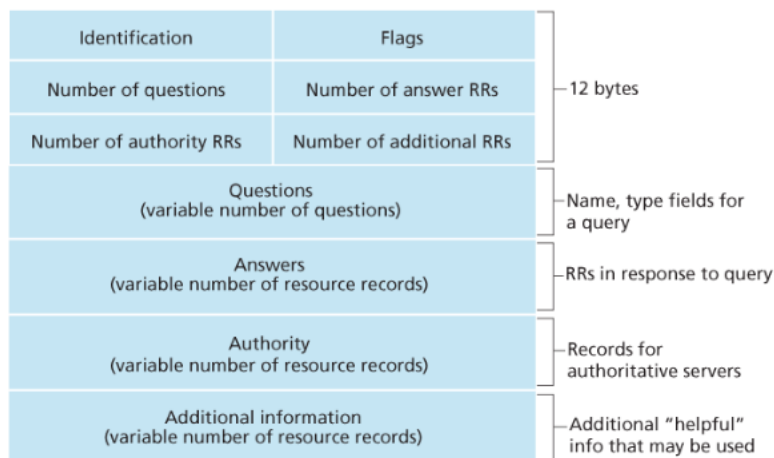 Identification
Flags
Number of questions
Number of answer RRs
Number of authority RRs
Number of additional RRs
12 bytes
Questions
(variable number of questions)
Name, type fields for
a query
Answers
(variable number of resource records)
RRs in response to query
Authority
(variable number of resource records)
Records for
authoritative servers
Additional information
(variable number of resource records)
Additional “helpful”
info that may be used